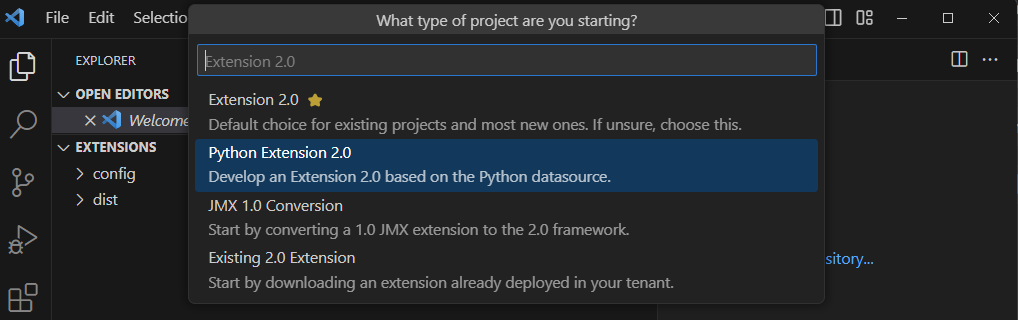 File Edit Selectio
What type of project are you starting?
EXPLORER
Extension 2.0
OPEN EDITORS
Welcome
EXTENSIONS
config
dist
Extension 2.0
Default choice for existing projects and most new ones. If unsure, choose this.
Python Extension 2.0
Develop an Extension 2.0 based on the Python datasource.
JMX 1.0 Conversion
Start by converting a 1.0 JMX extension to the 2.0 framework.
Existing 2.0 Extension
Start by downloading an extension already deployed in your tenant.
sitory...